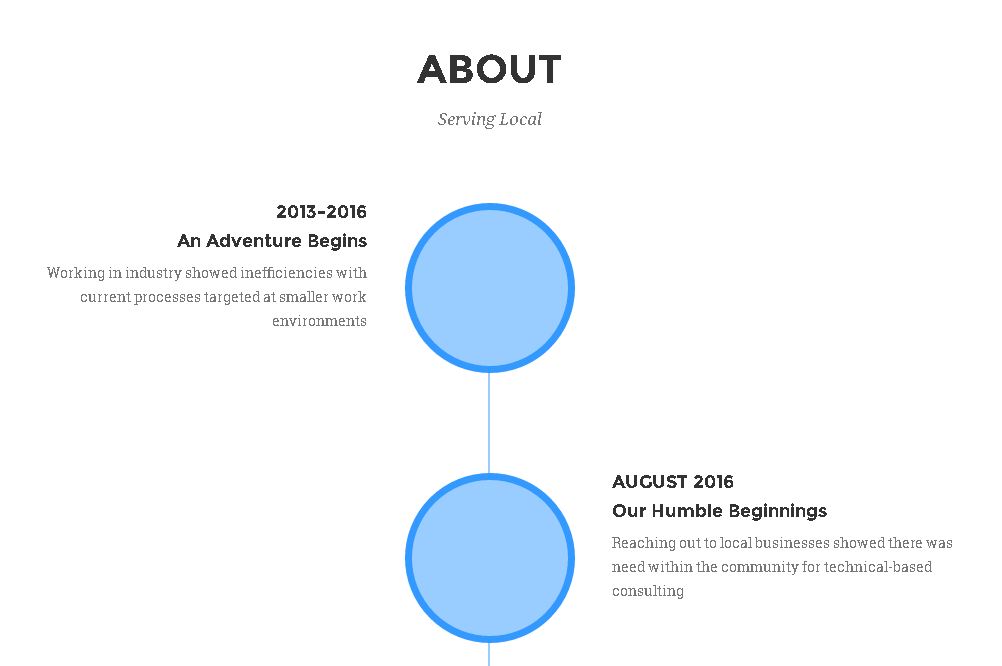 ABOUT
Serving Local
2013-2016
An Adventure Begins
Working in industry showed inefficiencies with
current processes targeted at smaller work
environments
AUGUST 2016
Our Humble Beginnings
Reaching out to local businesses showed there was
need within the community for technical-based
consulting